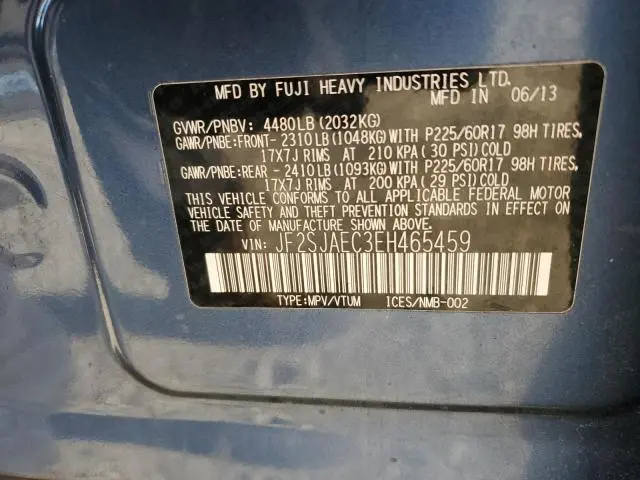 MFD BY FUJI HEAVY INDUSTRIES LTD.
MFD IN 06/13
GVWR/PNBV: 4480LB(2032KG)
GAWR/PNBE:FRONT- 2310 LB(1048KG)WITH P225/60R17 98H TIRES,
17X7J RIMS AT 210 KPA( 30 PSI)COLD
GAWR/PNBE:REAR - 2410 LB(1093KG)WITH P225/60R17 98H TIRES,
17X7J RIMS AT 200 KPA( 29 PSI)COLD
THIS VEHICLE CONFORMS TO ALL APPLICABLE FEDERAL MOTOR
VEHICLE SAFETY AND THEFT PREVENTION STANDARDS IN EFFECT ON
THE DATE OF MANUFACTURE SHOWN ABOVE.
VIN: JF2SJAEC3EH465459
TYPE:MPV/VTUM ICES/NMB-002